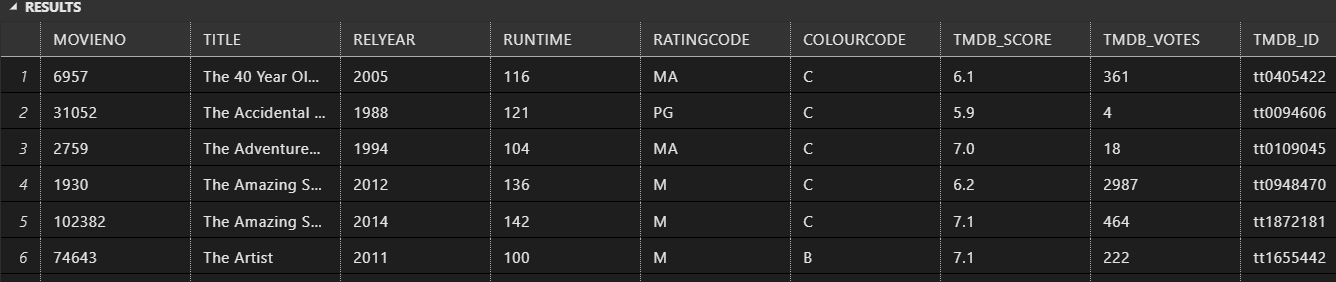 RESULTS
MOVIENO TITLE RELYEAR RUNTIME RATINGCODE COLOURCODE TMDB_SCORE TMDB_VOTES TMDB_ID
1 6957 The 40 Year Ol... 2005 116 MA C 6.1 361 tt0405422
2 31052 The Accidental ... 1988 121 PG C 5.9 4 tt0094606
3 2759 The Adventure... 1994 104 MA C 7.0 18 tt0109045
4 1930 The Amazing S... 2012 136 M C 6.2 2987 tt0948470
5 102382 The Amazing S... 2014 142 M C 7.1 464 tt1872181
6 74643 The Artist 2011 100 M B 7.1 222 tt1655442